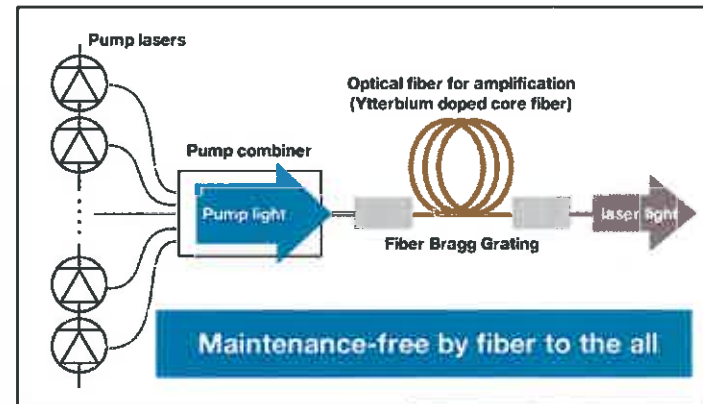 Pump lasers
Optical fiber for amplification
(Ytterbium doped core fiber)
Pump combiner
Pump light
laser light
Fiber Bragg Grating
Maintenance-free by fiber to the all